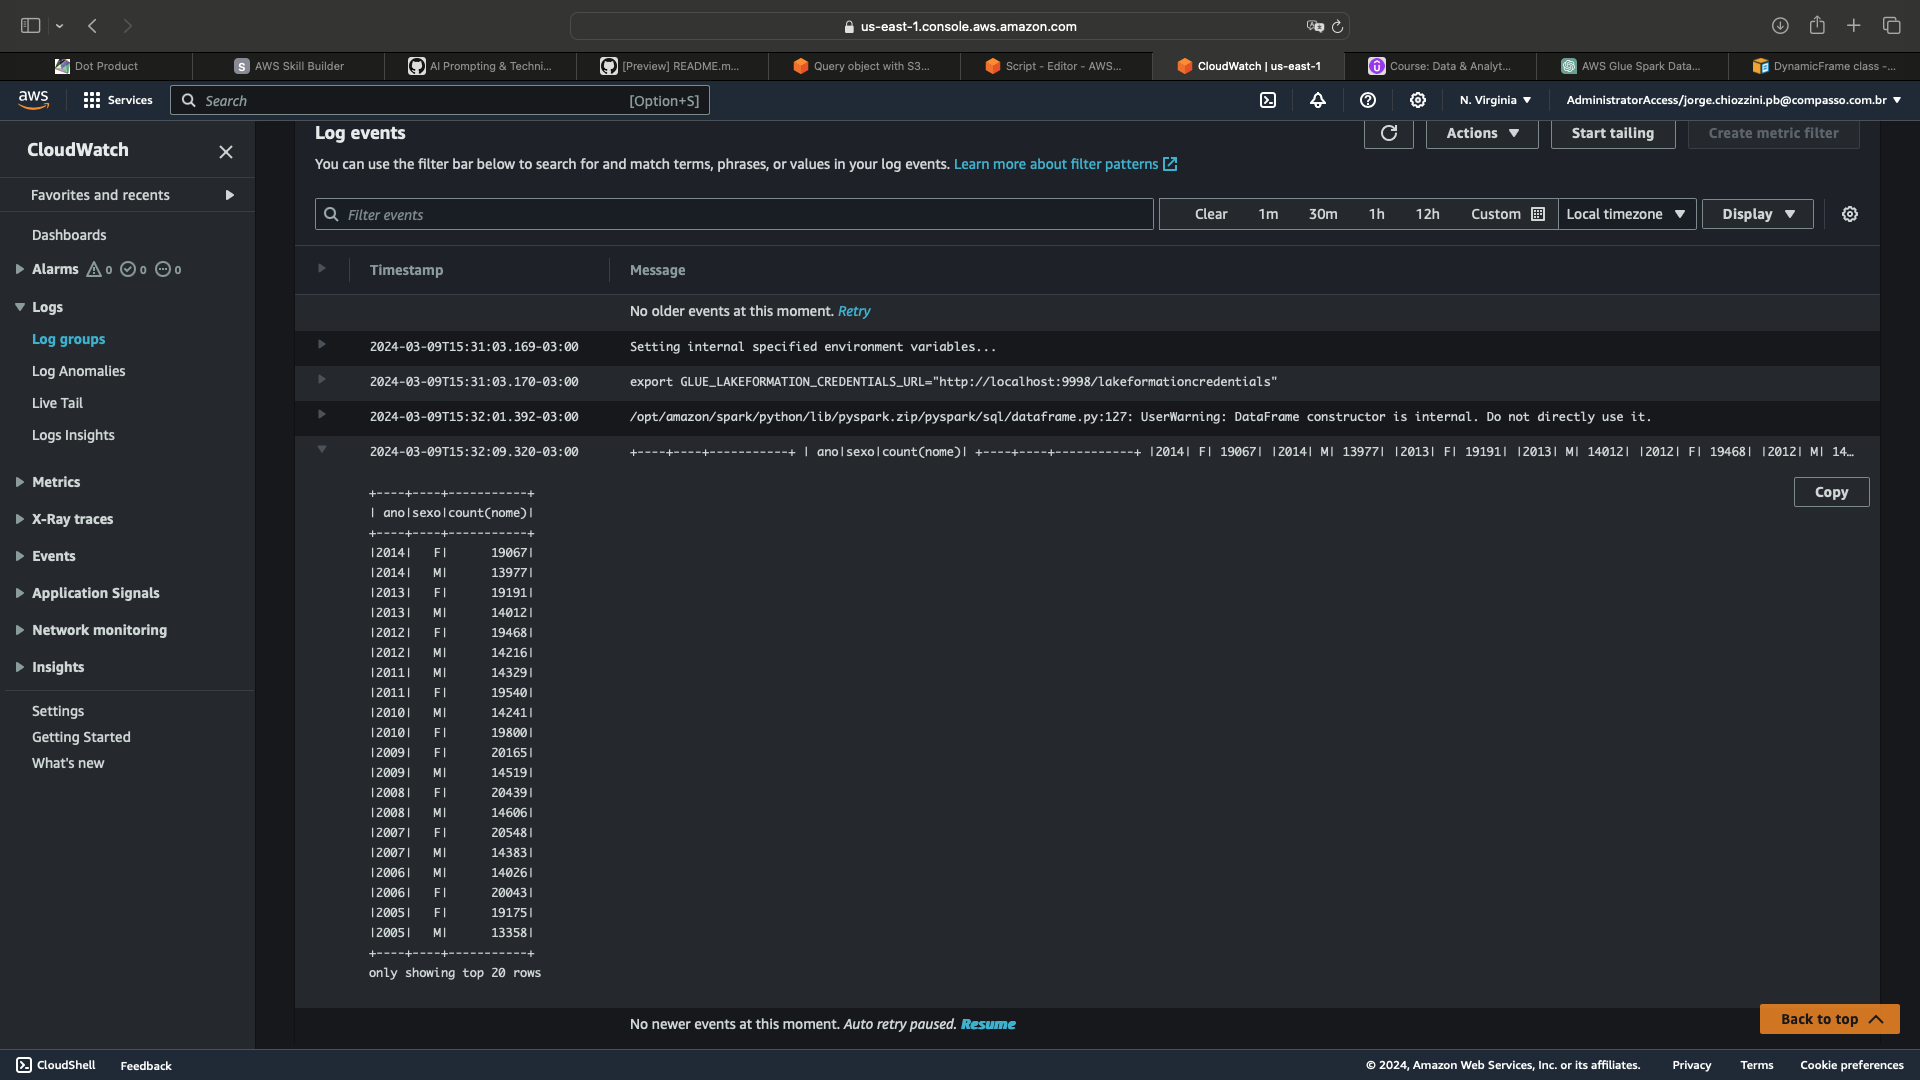 us-east-1.console.aws.amazon.com
Dot Product
S AWS Skill Builder
AI Prompting & Techni...
[Preview] README.m...
Query object with S3...
Script - Editor - AWS...
CloudWatch | us-east-1
Course: Data & Analyt...
AWS Glue Spark Data...
DynamicFrame class -...
aws
Services
Search
[Option+S]
N. Virginia
AdministratorAccess/jorge.chiozzini.pb@compasso.com.br
CloudWatch
Favorites and recents
Dashboards
Alarms 0 0 0
Logs
Log groups
Log Anomalies
Live Tail
Logs Insights
Metrics
X-Ray traces
Events
Application Signals
Network monitoring
Insights
Settings
Getting Started
What's new
Log events
Actions
Start tailing
Create metric filter
You can use the filter bar below to search for and match terms, phrases, or values in your log events. Learn more about filter patterns
Filter events
Clear 1m 30m 1h 12h Custom
Local timezone
Display
Timestamp Message
No older events at this moment. Retry
2024-03-09T15:31:03.169-03:00 Setting internal specified environment variables...
2024-03-09T15:31:03.170-03:00 export GLUE_LAKEFORMATION_CREDENTIALS_URL="http://localhost:9998/lakeformationcredentials"
2024-03-09T15:32:01.392-03:00 /opt/amazon/spark/python/lib/pyspark.zip/pyspark/sql/dataframe.py:127: UserWarning: DataFrame constructor is internal. Do not directly use it.
2024-03-09T15:32:09.320-03:00 +----+----+-----------+ | ano|sexo|count(nome)| +----+----+-----------+ |2014| F| 19067| |2014| M| 13977| |2013| F| 19191| |2013| M| 14012| |2012| F| 19468| |2012| M| 14…
Copy
+----+----+-----------+
| ano|sexo|count(nome)|
+----+----+-----------+
|2014|   F|      19067|
|2014|   M|      13977|
|2013|   F|      19191|
|2013|   M|      14012|
|2012|   F|      19468|
|2012|   M|      14216|
|2011|   M|      14329|
|2011|   F|      19540|
|2010|   M|      14241|
|2010|   F|      19800|
|2009|   F|      20165|
|2009|   M|      14519|
|2008|   F|      20439|
|2008|   M|      14606|
|2007|   F|      20548|
|2007|   M|      14383|
|2006|   M|      14026|
|2006|   F|      20043|
|2005|   F|      19175|
|2005|   M|      13358|
+----+----+-----------+
only showing top 20 rows
No newer events at this moment. Auto retry paused. Resume
Back to top
CloudShell
Feedback
© 2024, Amazon Web Services, Inc. or its affiliates.
Privacy
Terms
Cookie preferences